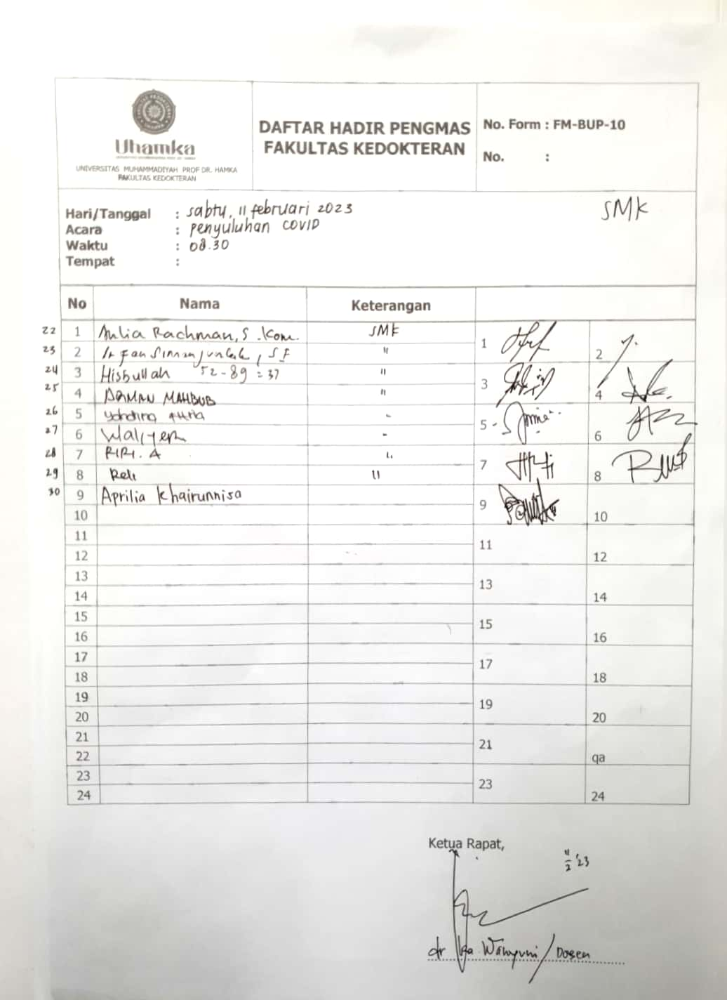 Uhamka
UNIVERSITAS MUHAMMADIYAH PROF DR. HAMKA
FAKULTAS KEDOKTERAN
DAFTAR HADIR PENGMAS
FAKULTAS KEDOKTERAN
No. Form : FM-BUP-10
No. :
Hari/Tanggal : sabtu, 11 februari 2023
SMK
Acara : penyuluhan COVID
Waktu : 08.30
Tempat :
No Nama Keterangan
22 1 Aulia Rachman, S.Kom. SMK 1
23 2 "
2
24 3 Hisbullah 52-89=37 " 3
25 4 ARMAN MAHBUB " 4
26 5 " 5
27 6 " 6
28 7 RIRI. A " 7
29 8 Reli " 8
30 9 Aprilia Khairunnisa 9
10 10
11 11
12 12
13 13
14 14
15 15
16 16
17 17
18 18
19 19
20 20
21 21
22 qa
23 23
24 24
Ketua Rapat,
11/2 '23
dr Wahyuni / Dosen